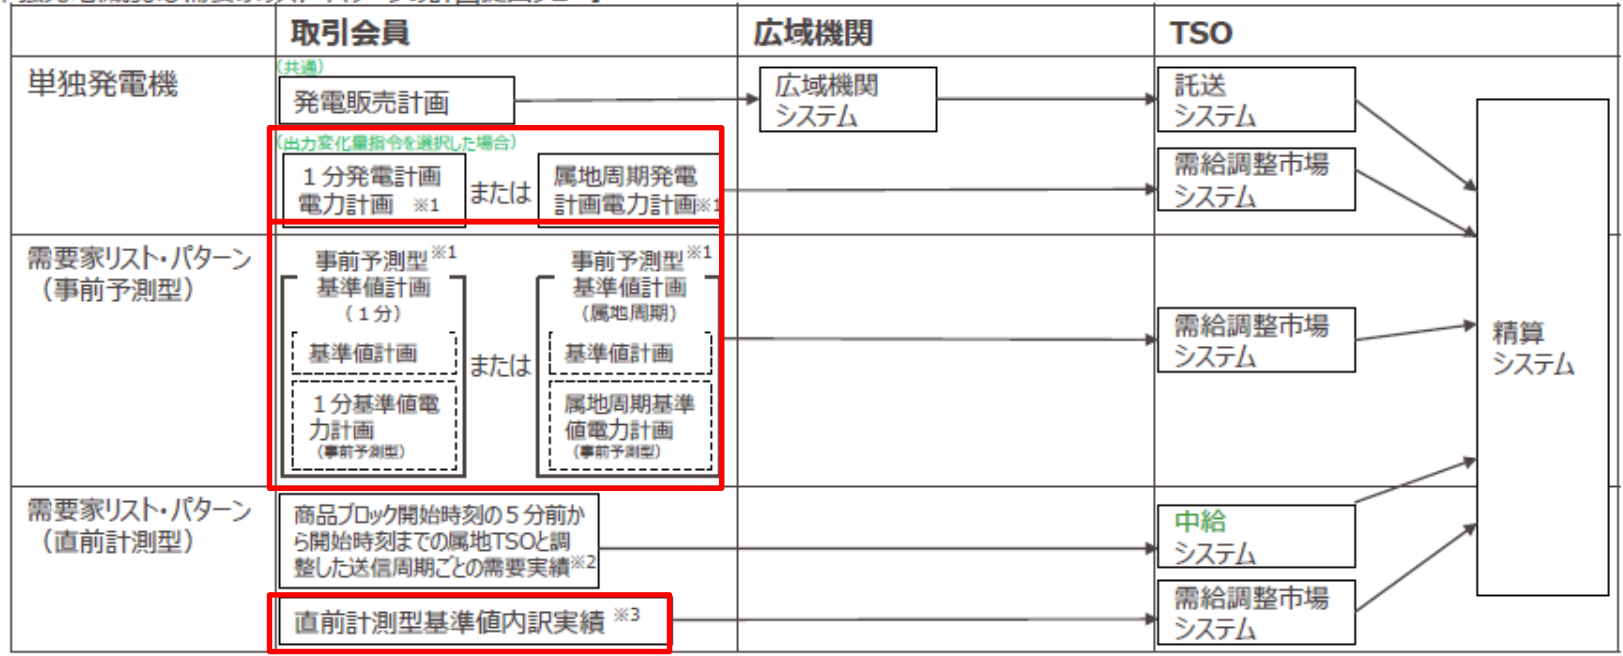 取引会員
広域機関
TSO
単独発電機
(共通)
発電販売計画
広域機関
システム
託送
システム
(出力変化量指令を選択した場合)
1分発電計画
電力計画 ※1
または
属地周期発電
計画電力計画※1
需給調整市場
システム
需要家リスト・パターン
(事前予測型)
事前予測型※1
基準値計画
(1分)
基準値計画
1分基準値電
力計画
(事前予測型)
または
事前予測型※1
基準値計画
(属地周期)
基準値計画
属地周期基準
値電力計画
(事前予測型)
需給調整市場
システム
精算
システム
需要家リスト・パターン
(直前計測型)
商品ブロック開始時刻の5分前か
ら開始時刻までの属地TSOと調
整した送信周期ごとの需要実績※2
中給
システム
直前計測型基準値内訳実績 ※3
需給調整市場
システム